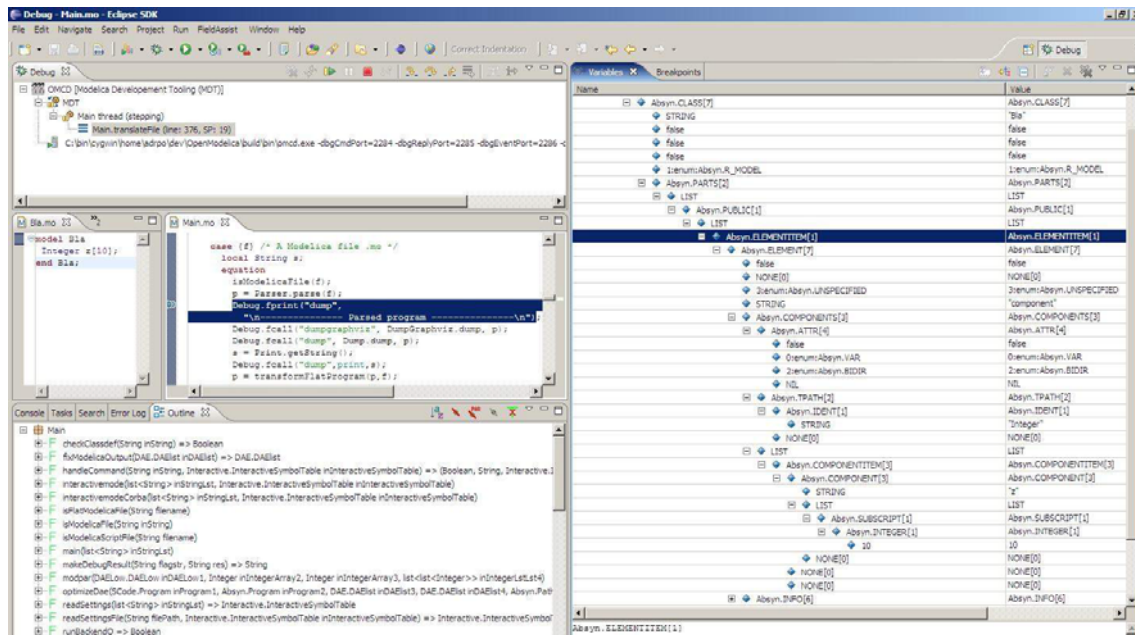 Debug - Main.mo - Eclipse SDK
File Edit Navigate Search Project Run FieldAssist Window Help
Correct Indentation
Debug
Debug
OMCD [Modelica Developement Tooling (MDT)]
MDT
Main thread (stepping)
Main.translateFile (line: 376, SP: 19)
C:\bin\cygwin\home\adrpo\dev\OpenModelica\build\bin\omcd.exe -dbgCmdPort=2284 -dbgReplyPort=2285 -dbgEventPort=2286 -c
Bla.mo
2
model Bla
Integer z[10];
end Bla;
Main.mo
case {f} /* A Modelica file .mo */
local String s;
equation
isModelicaFile(f);
p = Parser.parse(f);
Debug.fprint("dump",
"\n--------------- Parsed program ---------------\n");
Debug.fcall("dumpgraphviz", DumpGraphviz.dump, p);
Debug.fcall("dump", Dump.dump, p);
s = Print.getString();
Debug.fcall("dump",print,s);
p = transformFlatProgram(p,f);
Console Tasks Search Error Log Outline
Main
checkClassdef(String inString) => Boolean
fixModelicaOutput(DAE.DAElist inDAElist) => DAE.DAElist
handleCommand(String inString, Interactive.InteractiveSymbolTable inInteractiveSymbolTable) => (Boolean, String, Interactive.I
interactivemode(list<String> inStringLst, Interactive.InteractiveSymbolTable inInteractiveSymbolTable)
interactivemodeCorba(list<String> inStringLst, Interactive.InteractiveSymbolTable inInteractiveSymbolTable)
isFlatModelicaFile(String filename)
isModelicaFile(String inString)
isModelicaScriptFile(String filename)
main(list<String> inStringLst)
makeDebugResult(String flagstr, String res) => String
modpar(DAELow.DAELow inDAELow1, Integer inIntegerArray2, Integer inIntegerArray3, list<list<Integer>> inIntegerLstLst4)
optimizeDae(SCode.Program inProgram1, Absyn.Program inProgram2, DAE.DAElist inDAElist3, DAE.DAElist inDAElist4, Absyn.Path
readSettings(list<String> inStringLst) => Interactive.InteractiveSymbolTable
readSettingsFile(String filePath, Interactive.InteractiveSymbolTable inInteractiveSymbolTable) => Interactive.InteractiveSymbol
runBackendQ => Boolean
Variables Breakpoints
Name Value
Absyn.CLASS[7] Absyn.CLASS[7]
STRING "Bla"
false false
false false
false false
1:enum:Absyn.R_MODEL 1:enum:Absyn.R_MODEL
Absyn.PARTS[2] Absyn.PARTS[2]
LIST LIST
Absyn.PUBLIC[1] Absyn.PUBLIC[1]
LIST LIST
Absyn.ELEMENTITEM[1] Absyn.ELEMENTITEM[1]
Absyn.ELEMENT[7] Absyn.ELEMENT[7]
false false
NONE[0] NONE[0]
3:enum:Absyn.UNSPECIFIED 3:enum:Absyn.UNSPECIFIED
STRING "component"
Absyn.COMPONENTS[3] Absyn.COMPONENTS[3]
Absyn.ATTR[4] Absyn.ATTR[4]
false false
0:enum:Absyn.VAR 0:enum:Absyn.VAR
2:enum:Absyn.BIDIR 2:enum:Absyn.BIDIR
NIL NIL
Absyn.TPATH[2] Absyn.TPATH[2]
Absyn.IDENT[1] Absyn.IDENT[1]
STRING "Integer"
NONE[0] NONE[0]
LIST LIST
Absyn.COMPONENTITEM[3] Absyn.COMPONENTITEM[3]
Absyn.COMPONENT[3] Absyn.COMPONENT[3]
STRING "z"
LIST LIST
Absyn.SUBSCRIPT[1] Absyn.SUBSCRIPT[1]
Absyn.INTEGER[1] Absyn.INTEGER[1]
10 10
NONE[0] NONE[0]
NONE[0] NONE[0]
NONE[0] NONE[0]
Absyn.INFO[6] Absyn.INFO[6]
Absyn.ELEMENTITEM[1]